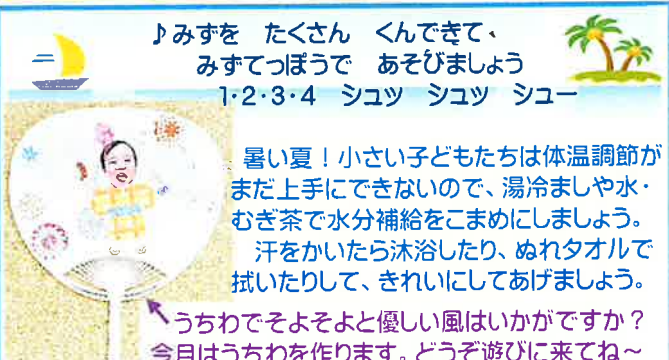 ♪みずを　たくさん　くんできて、
みずてっぽうで　あそびましょう
1・2・3・4　シュッ　シュッ　シュー
暑い夏！小さい子どもたちは体温調節が
まだ上手にできないので、湯冷ましや水・
むぎ茶で水分補給をこまめにしましょう。
汗をかいたら沐浴したり、ぬれタオルで
拭いたりして、きれいにしてあげましょう。
うちわでそよそよと優しい風はいかがですか？
今月はうちわを作ります。どうぞ遊びに来てね～